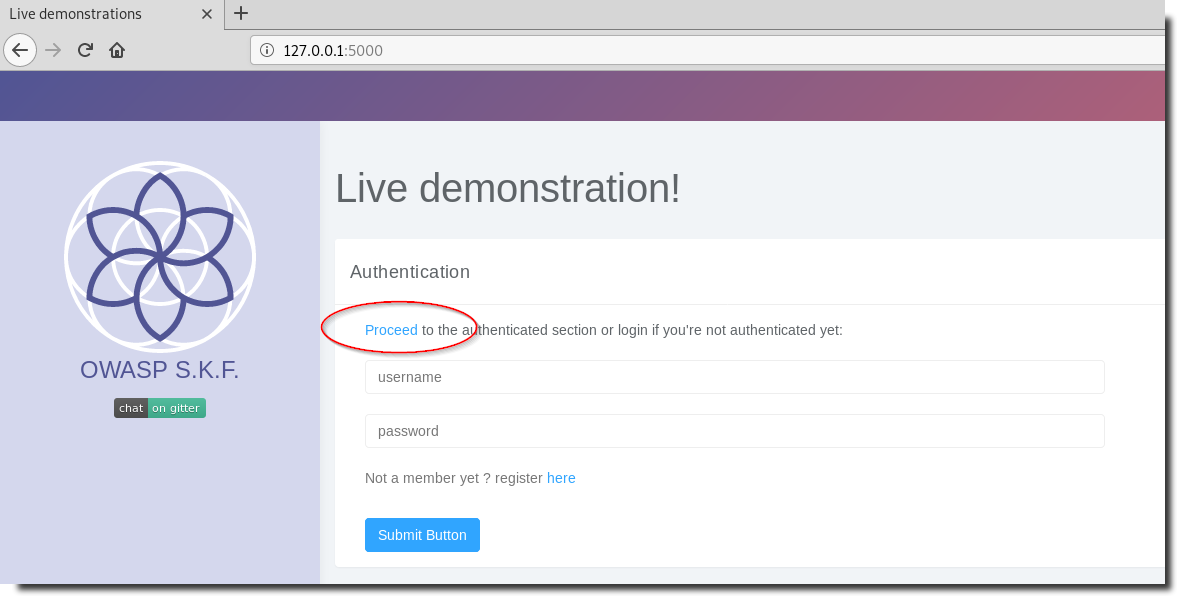 Live demonstrations
127.0.0.1:5000
OWASP S.K.F.
chat on gitter
Live demonstration!
Authentication
Proceed to the authenticated section or login if you're not authenticated yet:
username
password
Not a member yet ? register here
Submit Button